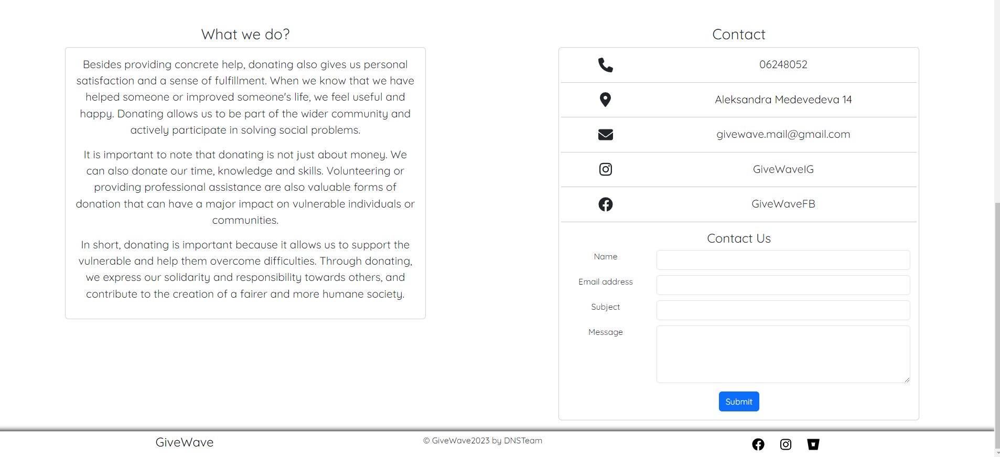 What we do?
Besides providing concrete help, donating also gives us personal
satisfaction and a sense of fulfillment. When we know that we have
helped someone or improved someone's life, we feel useful and
happy. Donating allows us to be part of the wider community and
actively participate in solving social problems.
It is important to note that donating is not just about money. We
can also donate our time, knowledge and skills. Volunteering or
providing professional assistance are also valuable forms of
donation that can have a major impact on vulnerable individuals or
communities.
In short, donating is important because it allows us to support the
vulnerable and help them overcome difficulties. Through donating,
we express our solidarity and responsibility towards others, and
contribute to the creation of a fairer and more humane society.
Contact
06248052
Aleksandra Medevedeva 14
givewave.mail@gmail.com
GiveWaveIG
GiveWaveFB
Contact Us
Name
Email address
Subject
Message
Submit
GiveWave
© GiveWave2023 by DNSTeam